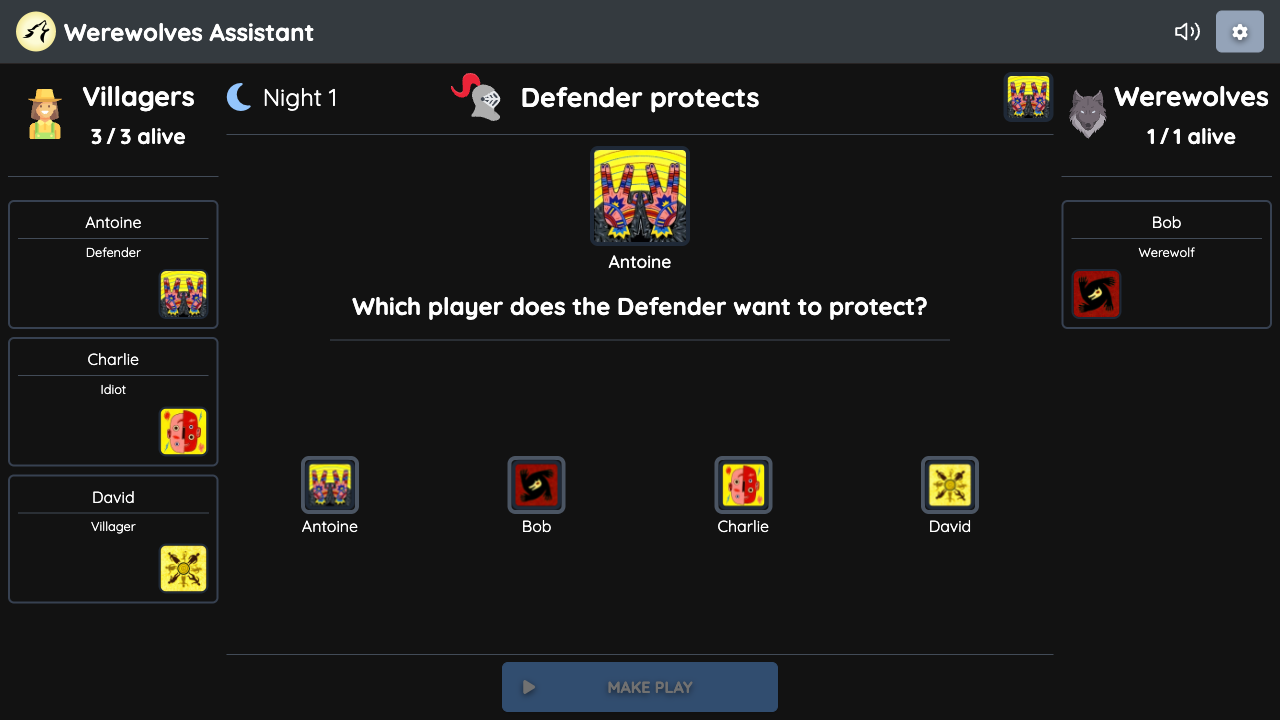 Werewolves Assistant
Villagers
3 / 3 alive
Night 1
Defender protects
Werewolves
1 / 1 alive
Antoine
Defender
Charlie
Idiot
David
Villager
Antoine
Which player does the Defender want to protect?
Antoine
Bob
Charlie
David
MAKE PLAY
Bob
Werewolf